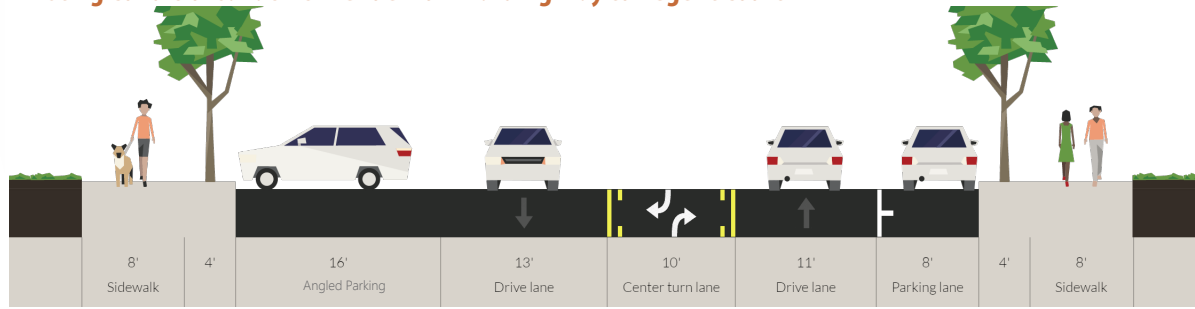 8' 4' 16' 13' 10' 11' 8' 4' 8'
Sidewalk Angled Parking Drive lane Center turn lane Drive lane Parking lane Sidewalk